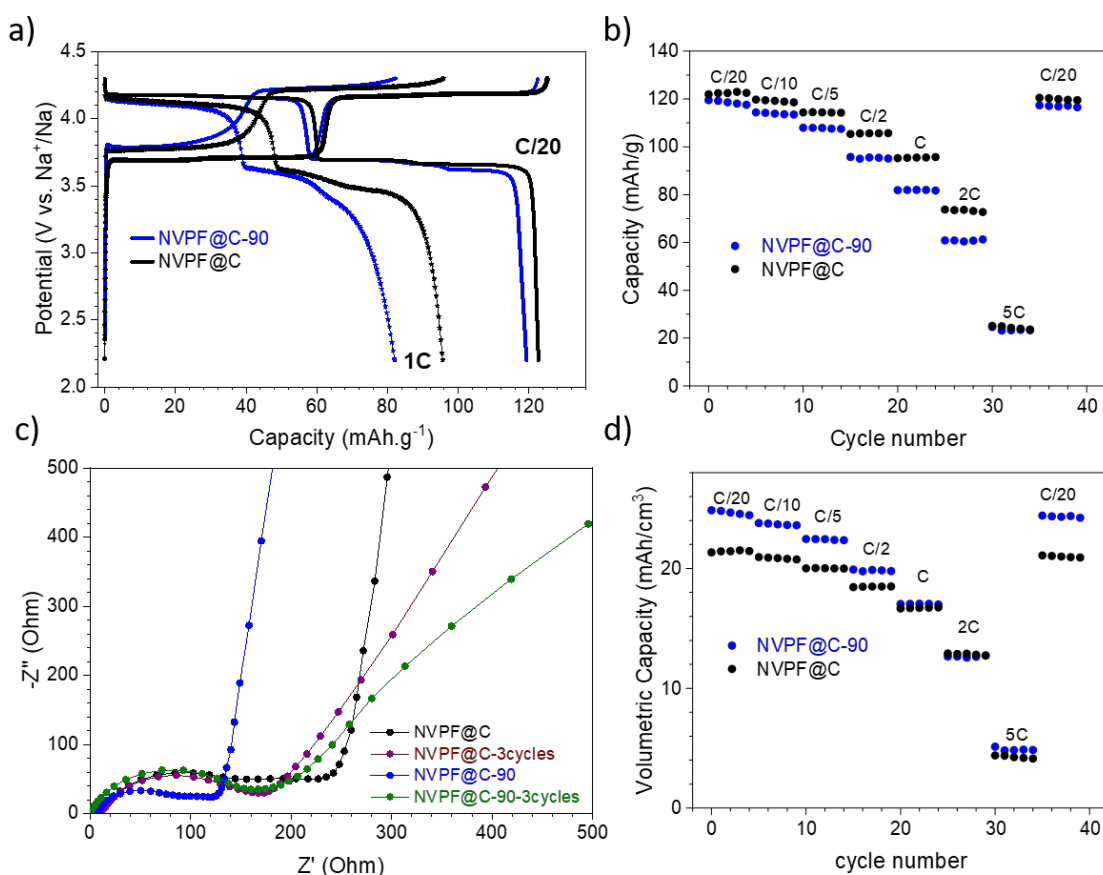 a)
4.5
4.0
3.5
3.0
2.5
2.0
Potential (V vs. Na⁺/Na)
C/20
NVPF@C-90
NVPF@C
1C
0 20 40 60 80 100 120
Capacity (mAh.g⁻¹)
b)
140
120
100
80
60
40
20
0
Capacity (mAh/g)
C/20
C/10
C/5
C/2
C
2C
5C
C/20
NVPF@C-90
NVPF@C
0 10 20 30 40
Cycle number
c)
500
400
300
200
100
0
-Z" (Ohm)
NVPF@C
NVPF@C-3cycles
NVPF@C-90
NVPF@C-90-3cycles
0 100 200 300 400 500
Z' (Ohm)
d)
20
10
0
Volumetric Capacity (mAh/cm³)
C/20
C/10
C/5
C/2
C
2C
5C
C/20
NVPF@C-90
NVPF@C
0 10 20 30 40
cycle number